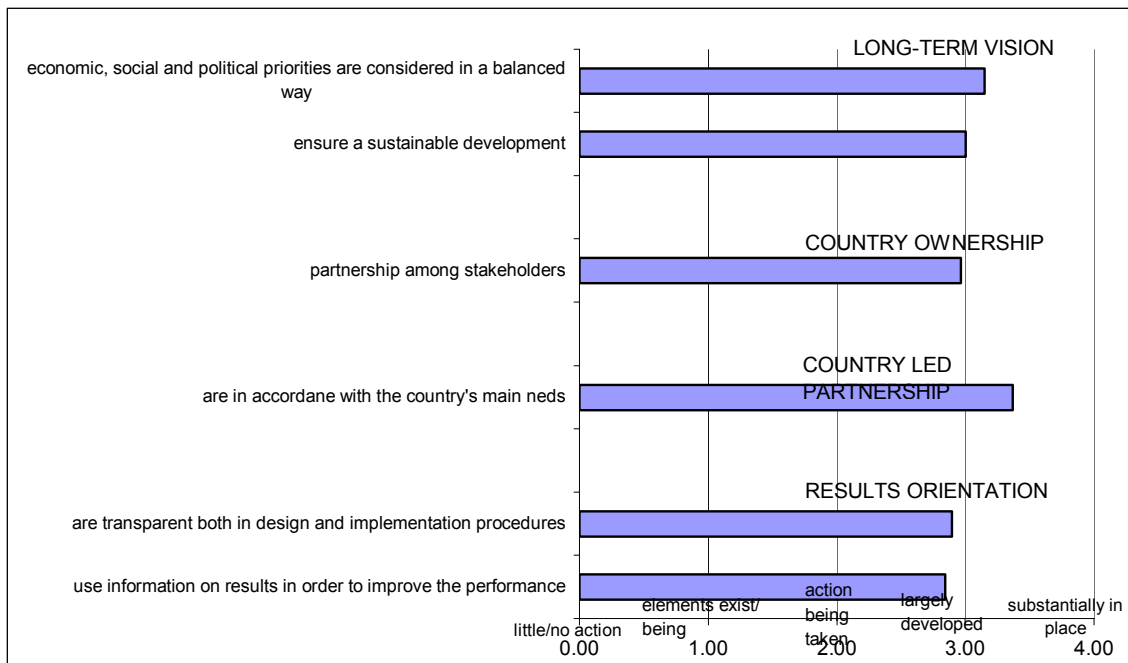 LONG-TERM VISION
economic, social and political priorities are considered in a balanced
way
ensure a sustainable development
COUNTRY OWNERSHIP
partnership among stakeholders
COUNTRY LED
PARTNERSHIP
are in accordane with the country's main neds
RESULTS ORIENTATION
are transparent both in design and implementation procedures
use information on results in order to improve the performance
little/no action
elements exist/
being
action
being
taken
largely
developed
substantially in
place
0.00 1.00 2.00 3.00 4.00